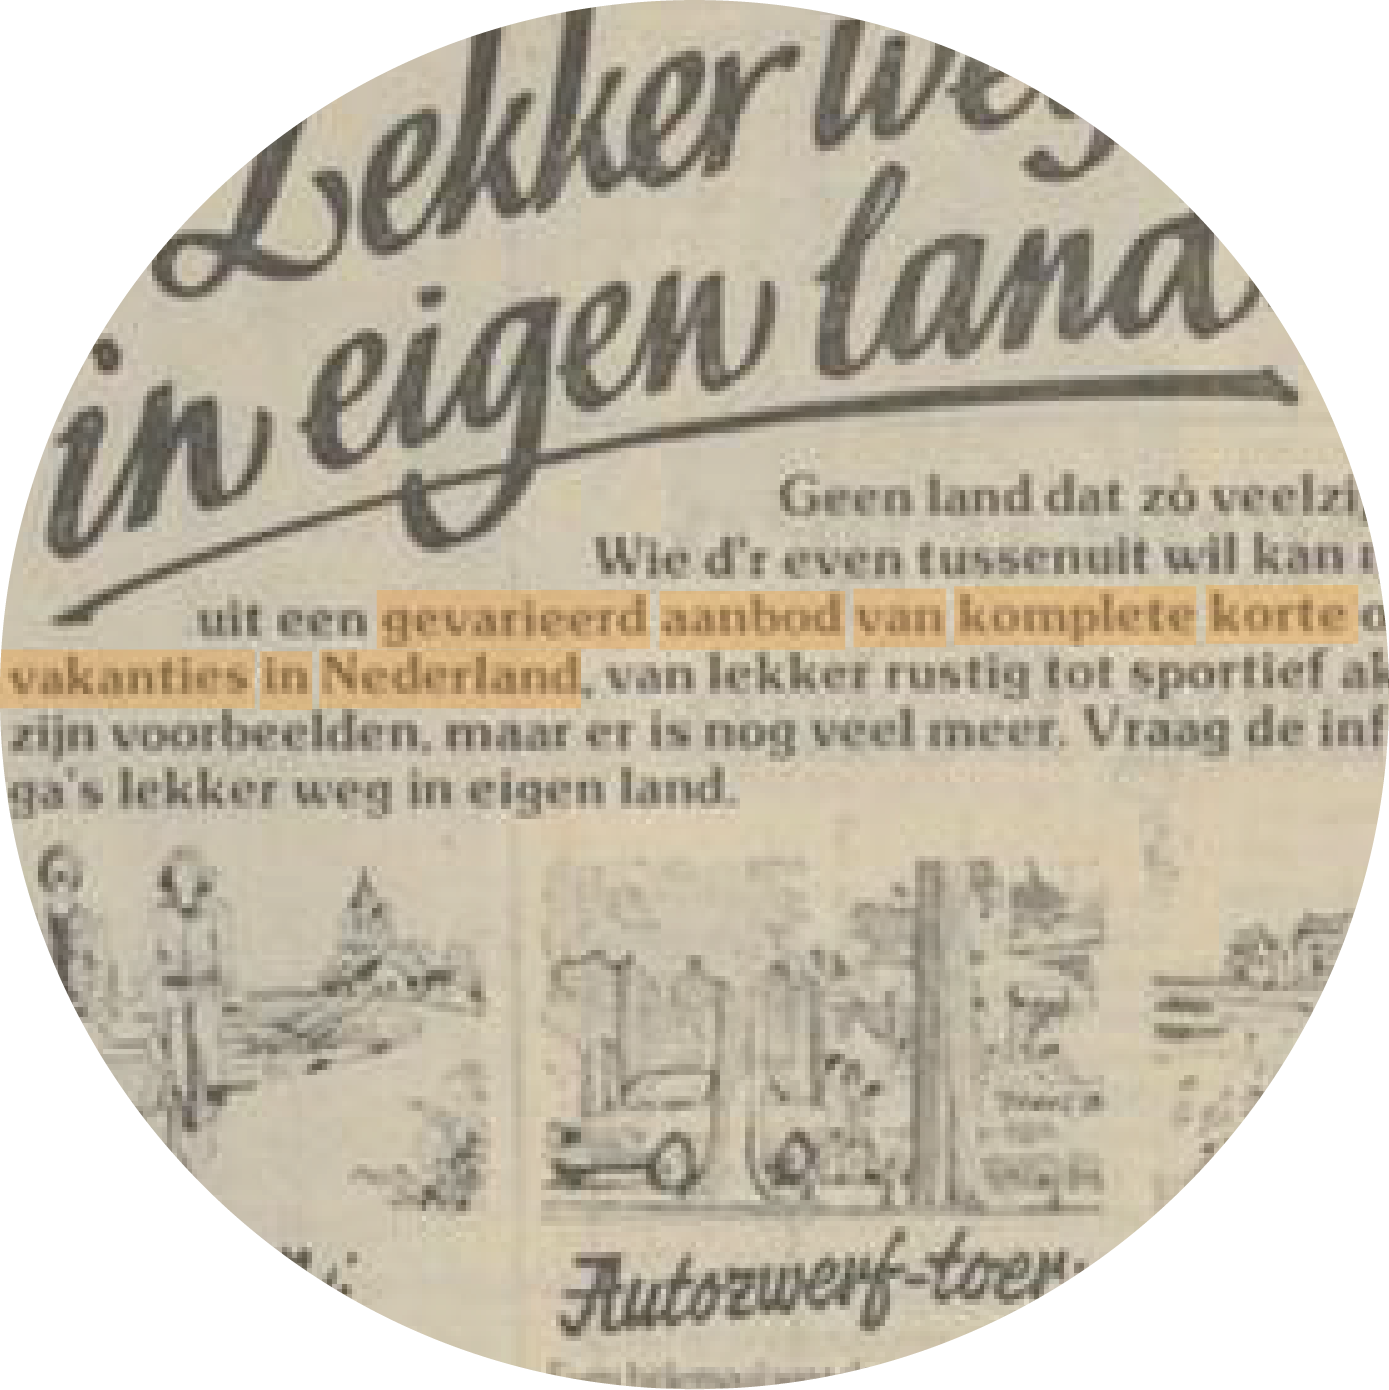 Lekker weg
in eigen land
Geen land dat zó veelzi
Wie d'r even tussenuit wil kan
uit een gevarieerd aanbod van komplete korte o
vakanties in Nederland, van lekker rustig tot sportief ak
zijn voorbeelden, maar er is nog veel meer. Vraag de inf
ga's lekker weg in eigen land.
Autozwerf-toer